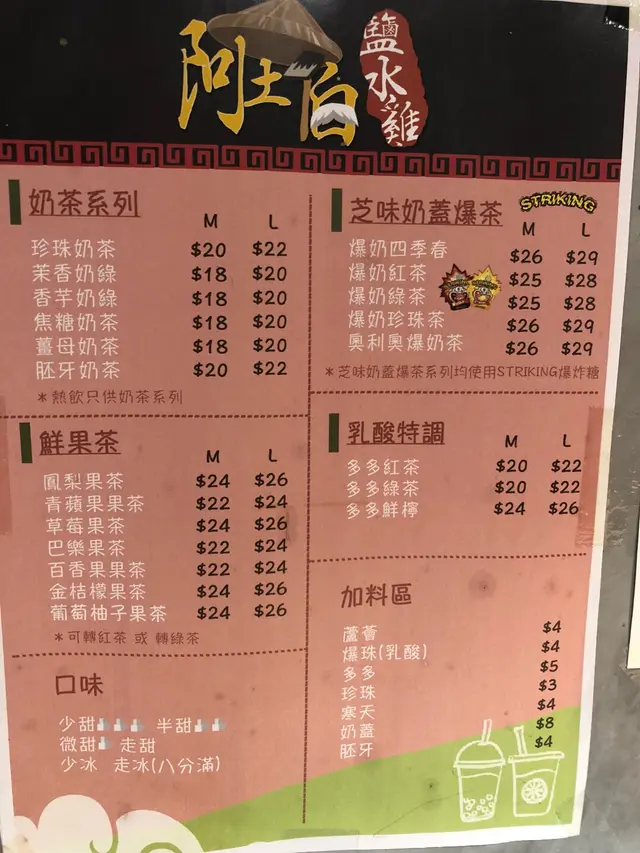 阿土伯
鹽水雞
奶茶系列
M L
珍珠奶茶 $20 $22
茉香奶綠 $18 $20
香芋奶綠 $18 $20
焦糖奶茶 $18 $20
薑母奶茶 $18 $20
胚牙奶茶 $20 $22
*熱飲只供奶茶系列
鮮果茶
M L
鳳梨果茶 $24 $26
青蘋果果茶 $22 $24
草莓果茶 $24 $26
巴樂果茶 $22 $24
百香果果茶 $22 $24
金桔檬果茶 $24 $26
葡萄柚子果茶 $24 $26
*可轉紅茶 或 轉綠茶
口味
少甜 半甜
微甜 走甜
少冰 走冰(八分滿)
芝味奶蓋爆茶 STRIKING
M L
爆奶四季春 $26 $29
爆奶紅茶 $25 $28
爆奶綠茶 $25 $28
爆奶珍珠茶 $26 $29
奧利奧爆奶茶 $26 $29
*芝味奶蓋爆茶系列均使用STRIKING爆炸糖
乳酸特調
M L
多多紅茶 $20 $22
多多綠茶 $20 $22
多多鮮檸 $24 $26
加料區
蘆薈 $4
爆珠(乳酸) $4
多多 $5
珍珠 $3
寒天 $4
奶蓋 $8
胚牙 $4